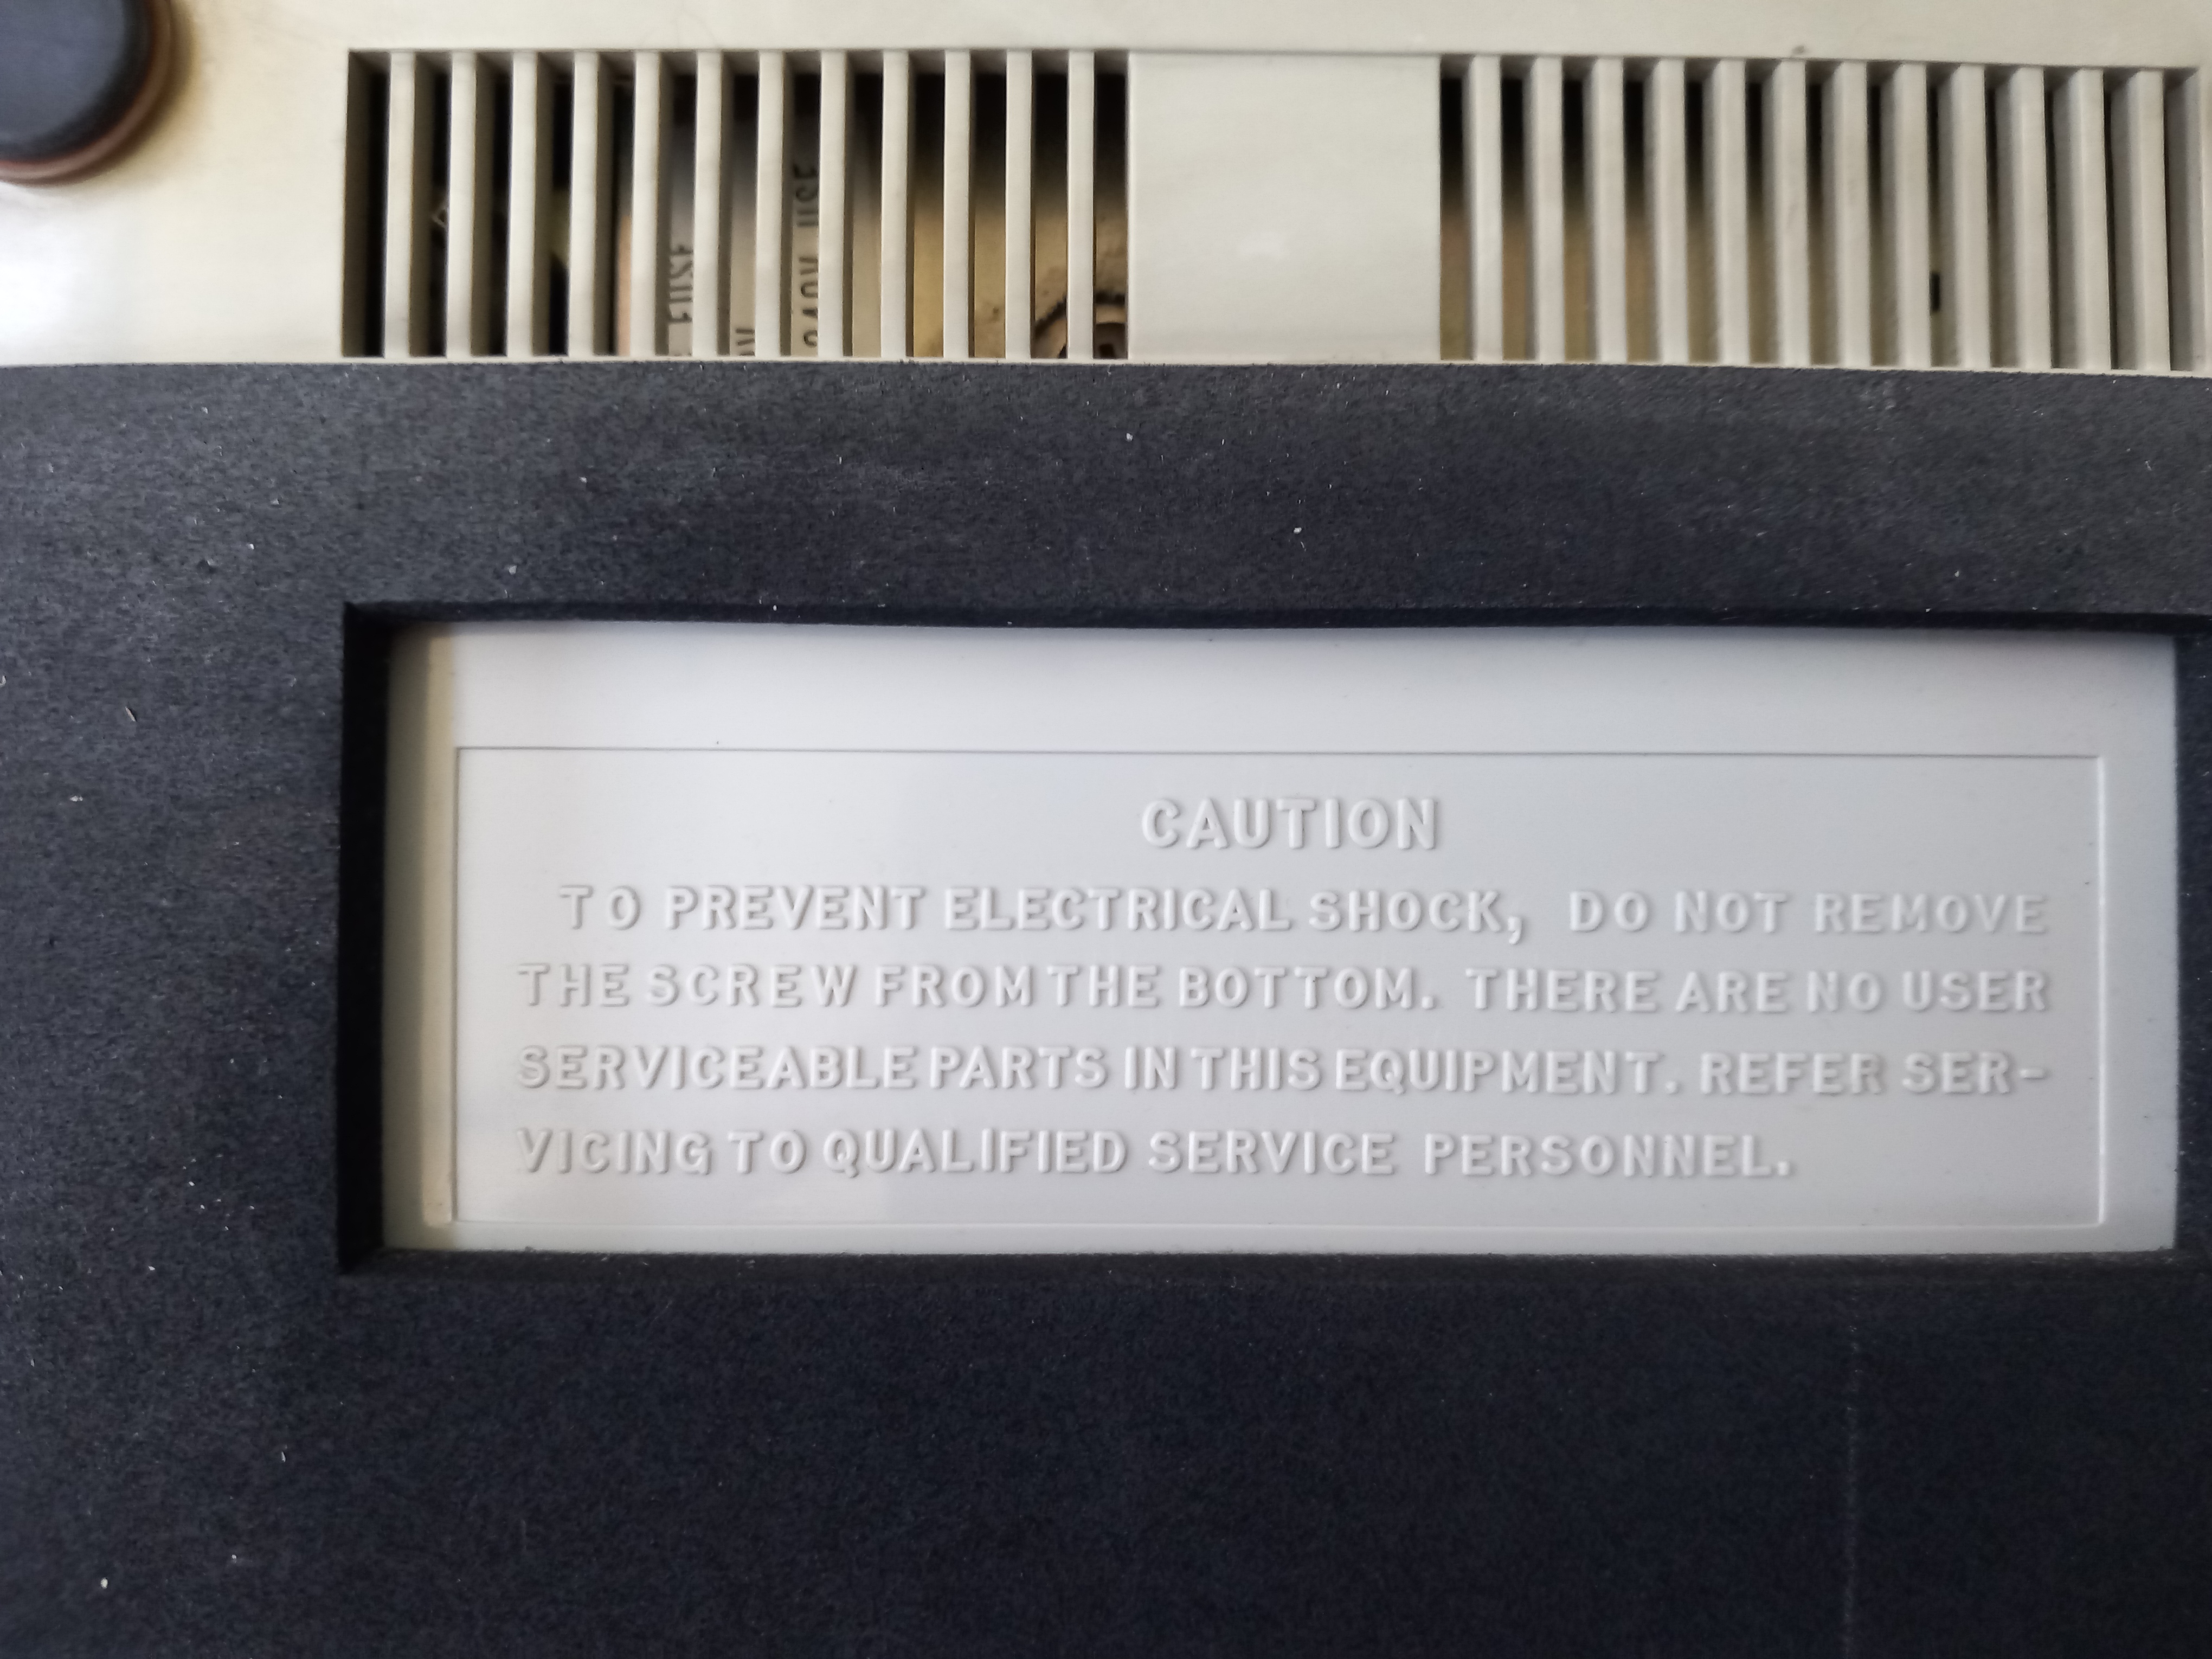 CAUTION
TO PREVENT ELECTRICAL SHOCK, DO NOT REMOVE
THE SCREW FROM THE BOTTOM. THERE ARE NO USER
SERVICEABLE PARTS IN THIS EQUIPMENT. REFER SER-
VICING TO QUALIFIED SERVICE PERSONNEL.